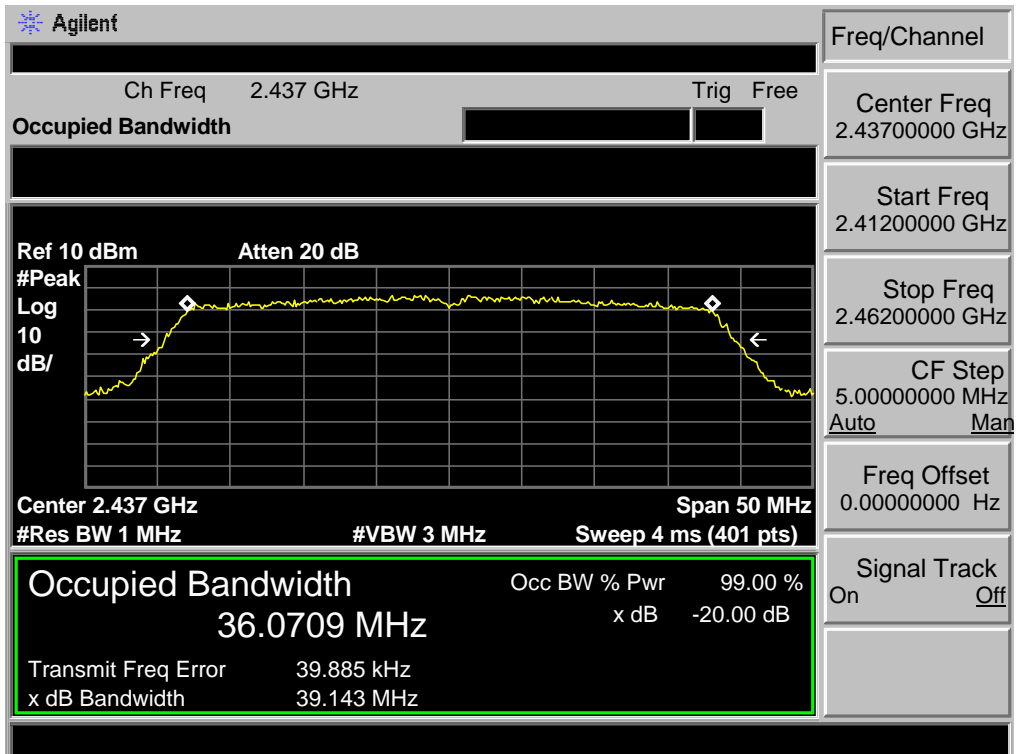 Agilent
Freq/Channel
Ch Freq 2.437 GHz Trig Free
Occupied Bandwidth
Center Freq
2.43700000 GHz
Start Freq
2.41200000 GHz
Ref 10 dBm Atten 20 dB
#Peak
Log
10
dB/
Stop Freq
2.46200000 GHz
CF Step
5.00000000 MHz
Auto Man
Center 2.437 GHz Span 50 MHz
#Res BW 1 MHz #VBW 3 MHz Sweep 4 ms (401 pts)
Freq Offset
0.00000000 Hz
Occupied Bandwidth Occ BW % Pwr 99.00 %
36.0709 MHz x dB -20.00 dB
Transmit Freq Error 39.885 kHz
x dB Bandwidth 39.143 MHz
Signal Track
On Off